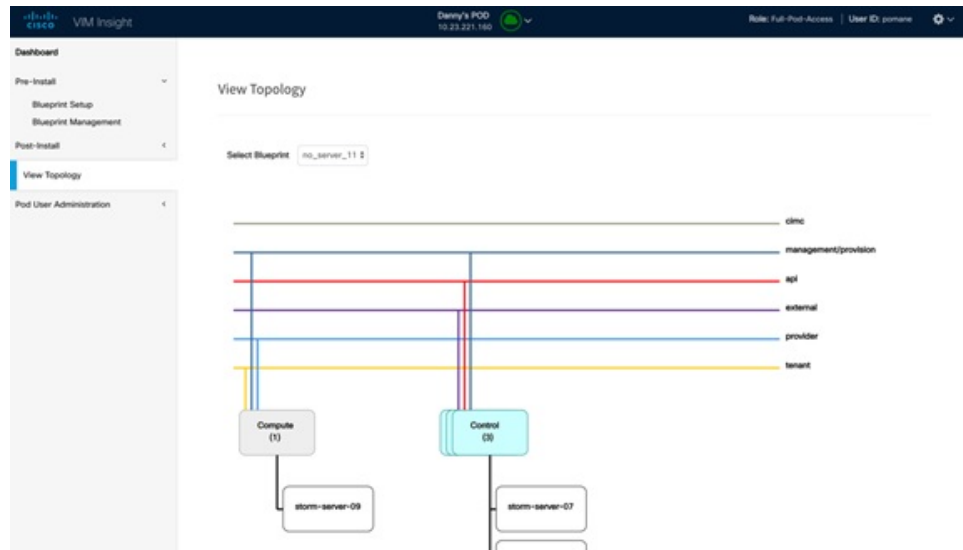 CISCO
VIM Insight
Danny's POD
10.23.221.160
Role: Full-Pod-Access | User ID: pomane
Dashboard
Pre-Install
Blueprint Setup
Blueprint Management
Post-Install
View Topology
Pod User Administration
View Topology
Select Blueprint no_server_11
cimc
management/provision
api
external
provider
tenant
Compute
(1)
Control
(3)
storm-server-09
storm-server-07